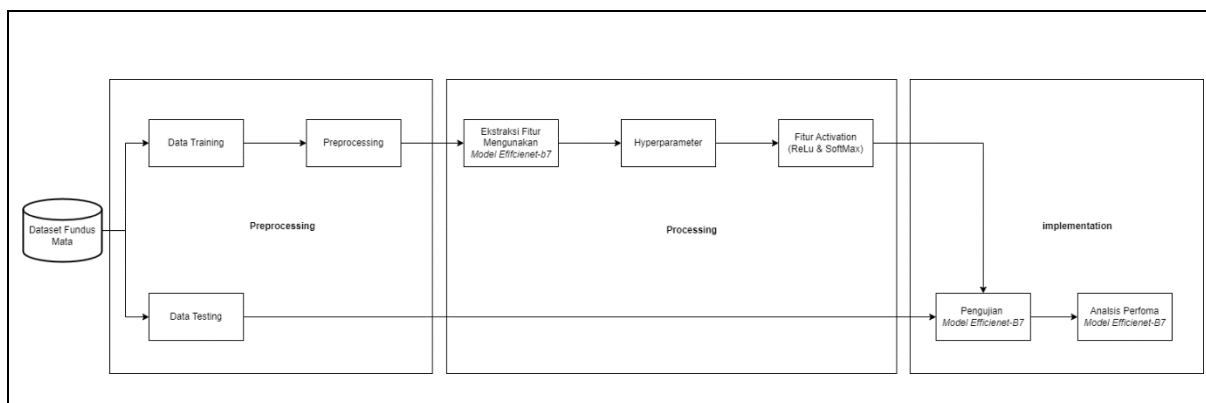 Dataset Fundus
Mata
Data Training
Preprocessing
Preprocessing
Data Testing
Ekstraksi Fitur
Mengunakan
Model Efifcienet-b7
Hyperparameter
Fitur Activation
(ReLu & SoftMax)
Processing
implementation
Pengujian
Model Efficienet-B7
Analsis Perfoma
Model Efficienet-B7